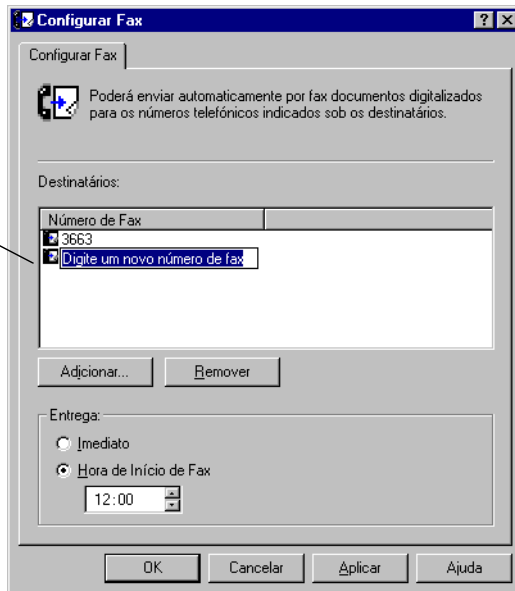 Configurar Fax
Configurar Fax
Poderá enviar automaticamente por fax documentos digitalizados
para os números telefónicos indicados sob os destinatários.
Destinatários:
Número de Fax
3663
Digite um novo número de fax
Adicionar...
Remover
Entrega:
Imediato
Hora de Início de Fax
12:00
OK
Cancelar
Aplicar
Ajuda